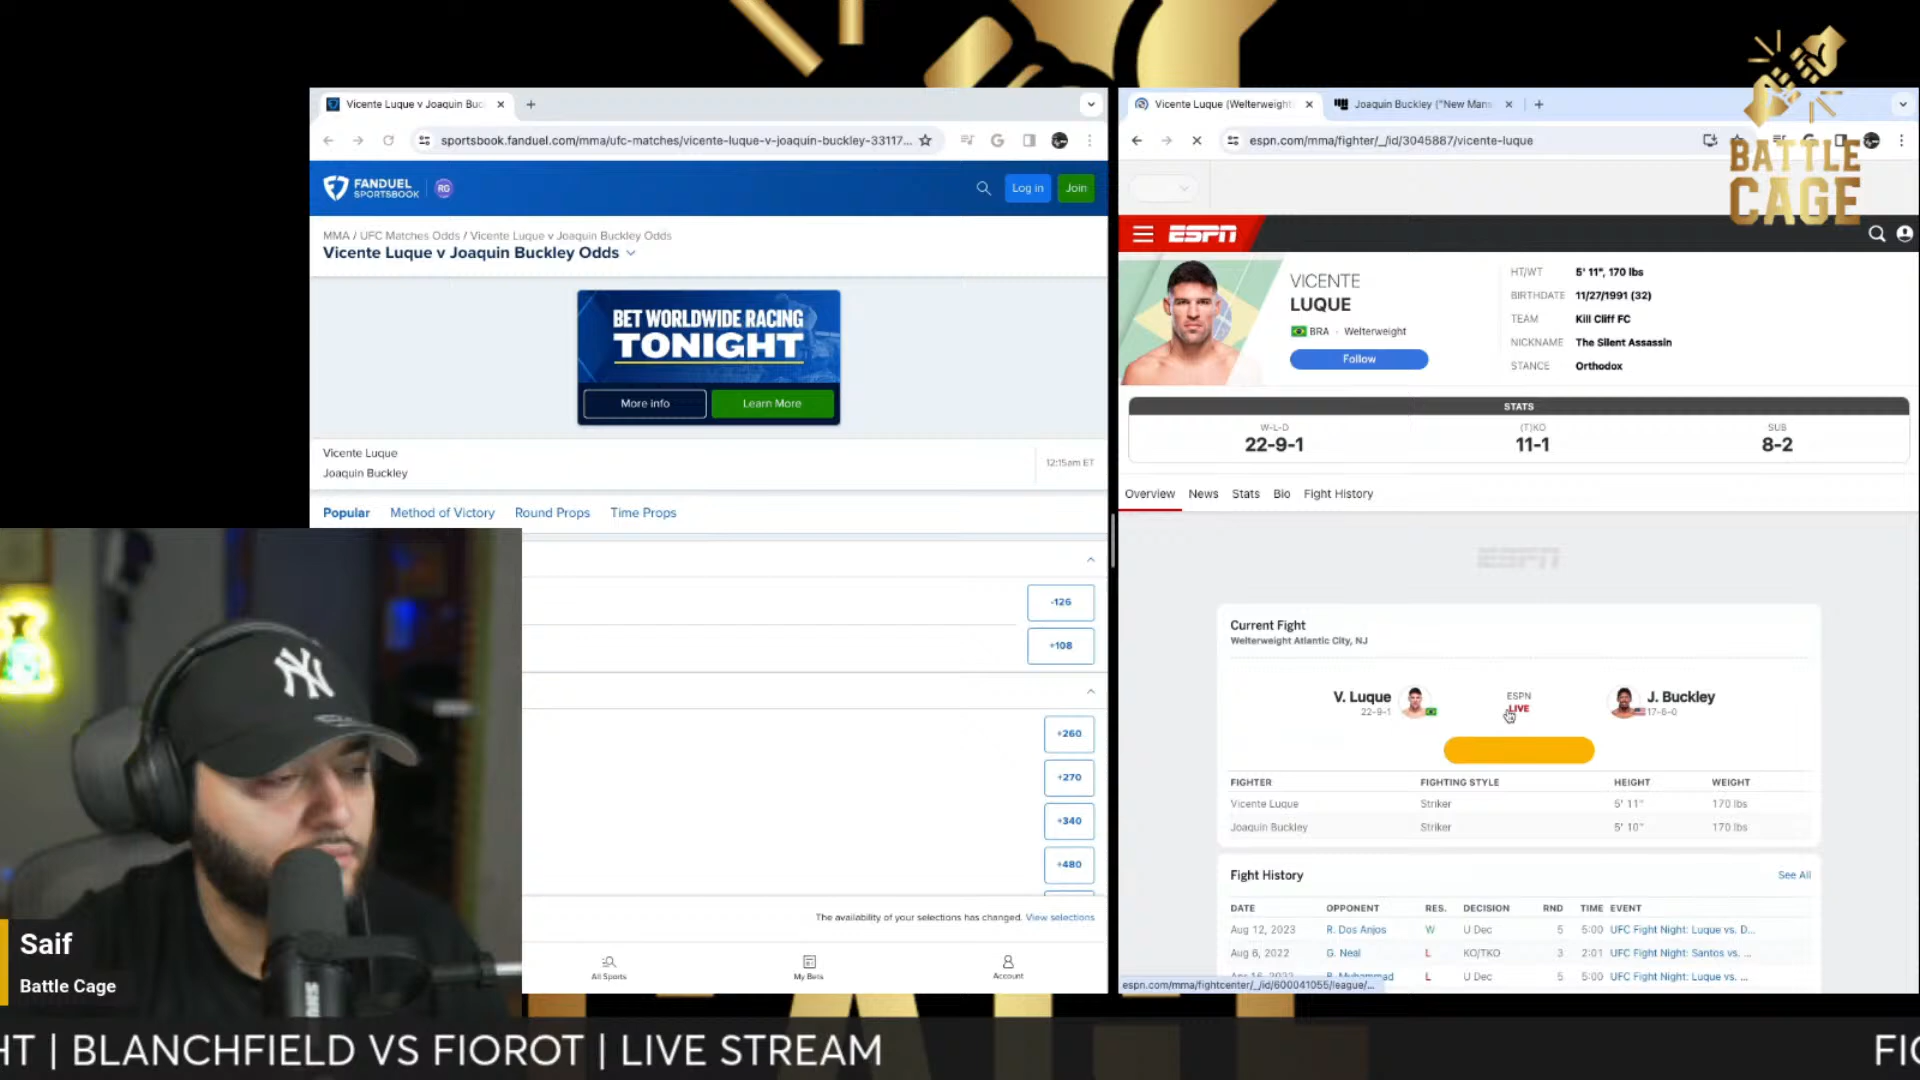 Vicente Luque v Joaquin Buc
sportsbook.fanduel.com/mma/ufc-matches/vicente-luque-v-joaquin-buckley-33117...
FANDUEL
SPORTSBOOK
RG
Log in
Join
MMA / UFC Matches Odds / Vicente Luque v Joaquin Buckley Odds
Vicente Luque v Joaquin Buckley Odds
BET WORLDWIDE RACING
TONIGHT
More info
Learn More
Vicente Luque
Joaquin Buckley
12:15am ET
Popular
Method of Victory
Round Props
Time Props
-126
+108
+260
+270
+340
+480
The availability of your selections has changed. View selections
All Sports
My Bets
Account
Vicente Luque (Welterweight
Joaquin Buckley ("New Mans
espn.com/mma/fighter/_/id/3045887/vicente-luque
BATTLE
CAGE
ESPN
VICENTE
LUQUE
BRA · Welterweight
Follow
HT/WT 5' 11", 170 lbs
BIRTHDATE 11/27/1991 (32)
TEAM Kill Cliff FC
NICKNAME The Silent Assassin
STANCE Orthodox
STATS
W-L-D (T)KO SUB
22-9-1 11-1 8-2
Overview News Stats Bio Fight History
ESPN
Current Fight
Welterweight Atlantic City, NJ
V. Luque
22-9-1
ESPN
LIVE
J. Buckley
17-6-0
FIGHTER FIGHTING STYLE HEIGHT WEIGHT
Vicente Luque Striker 5' 11" 170 lbs
Joaquin Buckley Striker 5' 10" 170 lbs
Fight History
See All
DATE OPPONENT RES. DECISION RND TIME EVENT
Aug 12, 2023 R. Dos Anjos W U Dec 5 5:00 UFC Fight Night: Luque vs. D...
Aug 6, 2022 G. Neal L KO/TKO 3 2:01 UFC Fight Night: Santos vs. ...
Apr 16, 2022 B. Muhammad L U Dec 5 5:00 UFC Fight Night: Luque vs. ...
espn.com/mma/fightcenter/_/id/600041055/league/...
NY
SHU
Saif
Battle Cage
HT | BLANCHFIELD VS FIOROT | LIVE STREAM
FIG